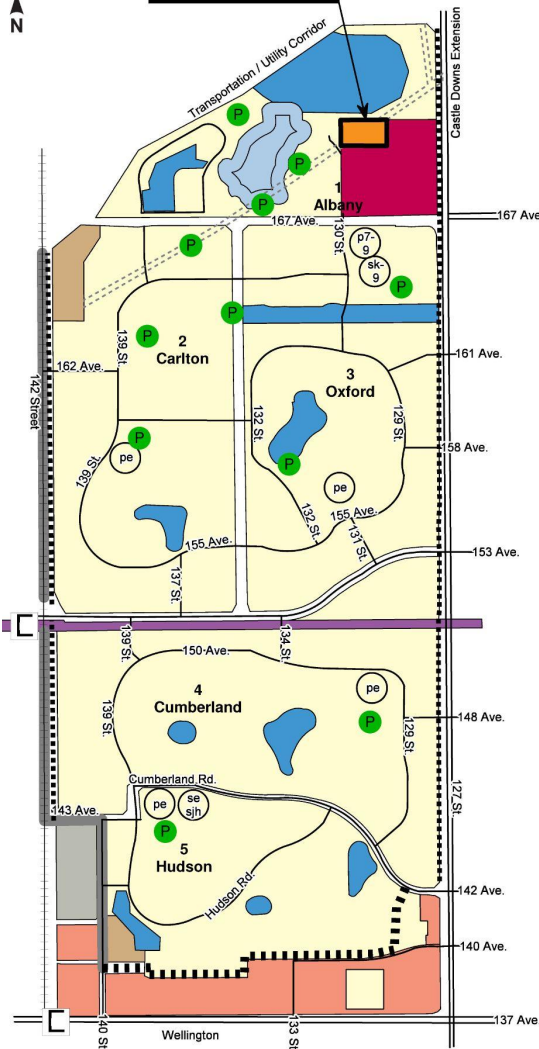 N
Castle Downs Extension
Transportation / Utility Corridor
P
P
1
Albany
P
167 Ave.
167 Ave.
130 St.
p7-
9
P
sk-
9
P
P
139 St.
P
2
Carlton
161 Ave.
162 Ave.
3
Oxford
142 Street
132 St.
129 St.
P
pe
158 Ave.
P
139 St.
pe
132 St.
155 Ave.
131 St.
155 Ave.
153 Ave.
137 St.
139 St.
134 St.
150 Ave.
pe
4
Cumberland
139 St.
P
129 St.
148 Ave.
Cumberland Rd.
127 St.
pe
se
sjh
143 Ave.
P
5
Hudson
Hudson Rd.
142 Ave.
140 Ave.
140 St
Wellington
133 St
137 Ave.